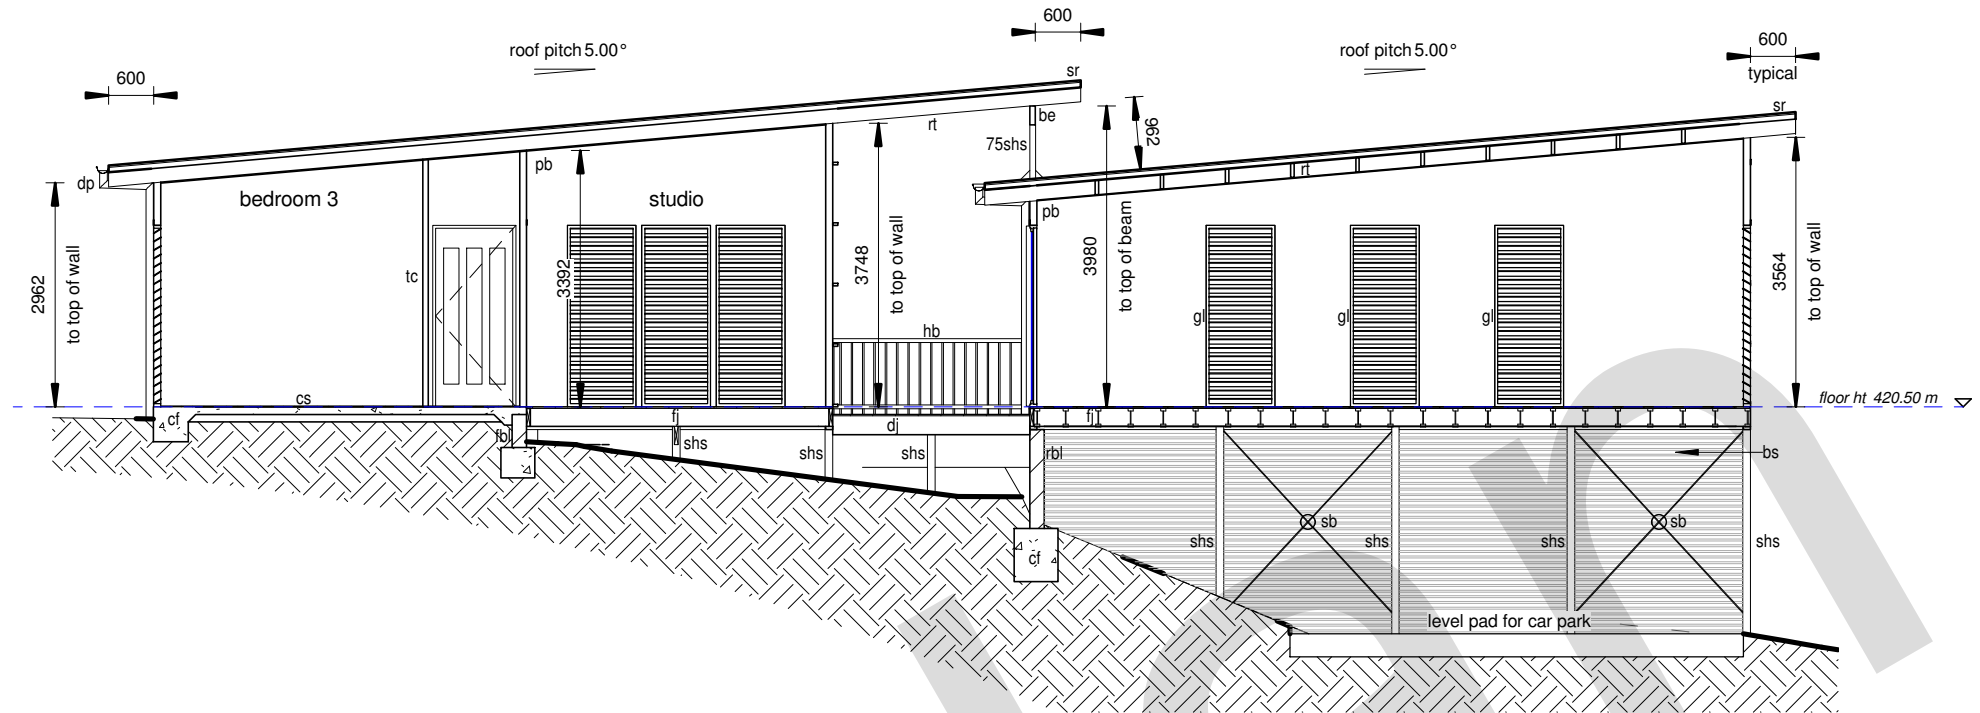 600
roof pitch 5.00°
600
roof pitch 5.00°
600
typical
sr
sr
be
rt
75shs
962
dp
pb
rt
bedroom 3
studio
pb
2962
to top of wall
tc
3392
3748
to top of wall
3980
to top of beam
gl
gl
gl
3564
to top of wall
hb
cs
floor ht 420.50 m
cf
fj
dj
fj
fbl
shs
shs
shs
rbl
bs
sb
sb
shs
shs
shs
shs
cf
level pad for car park
an